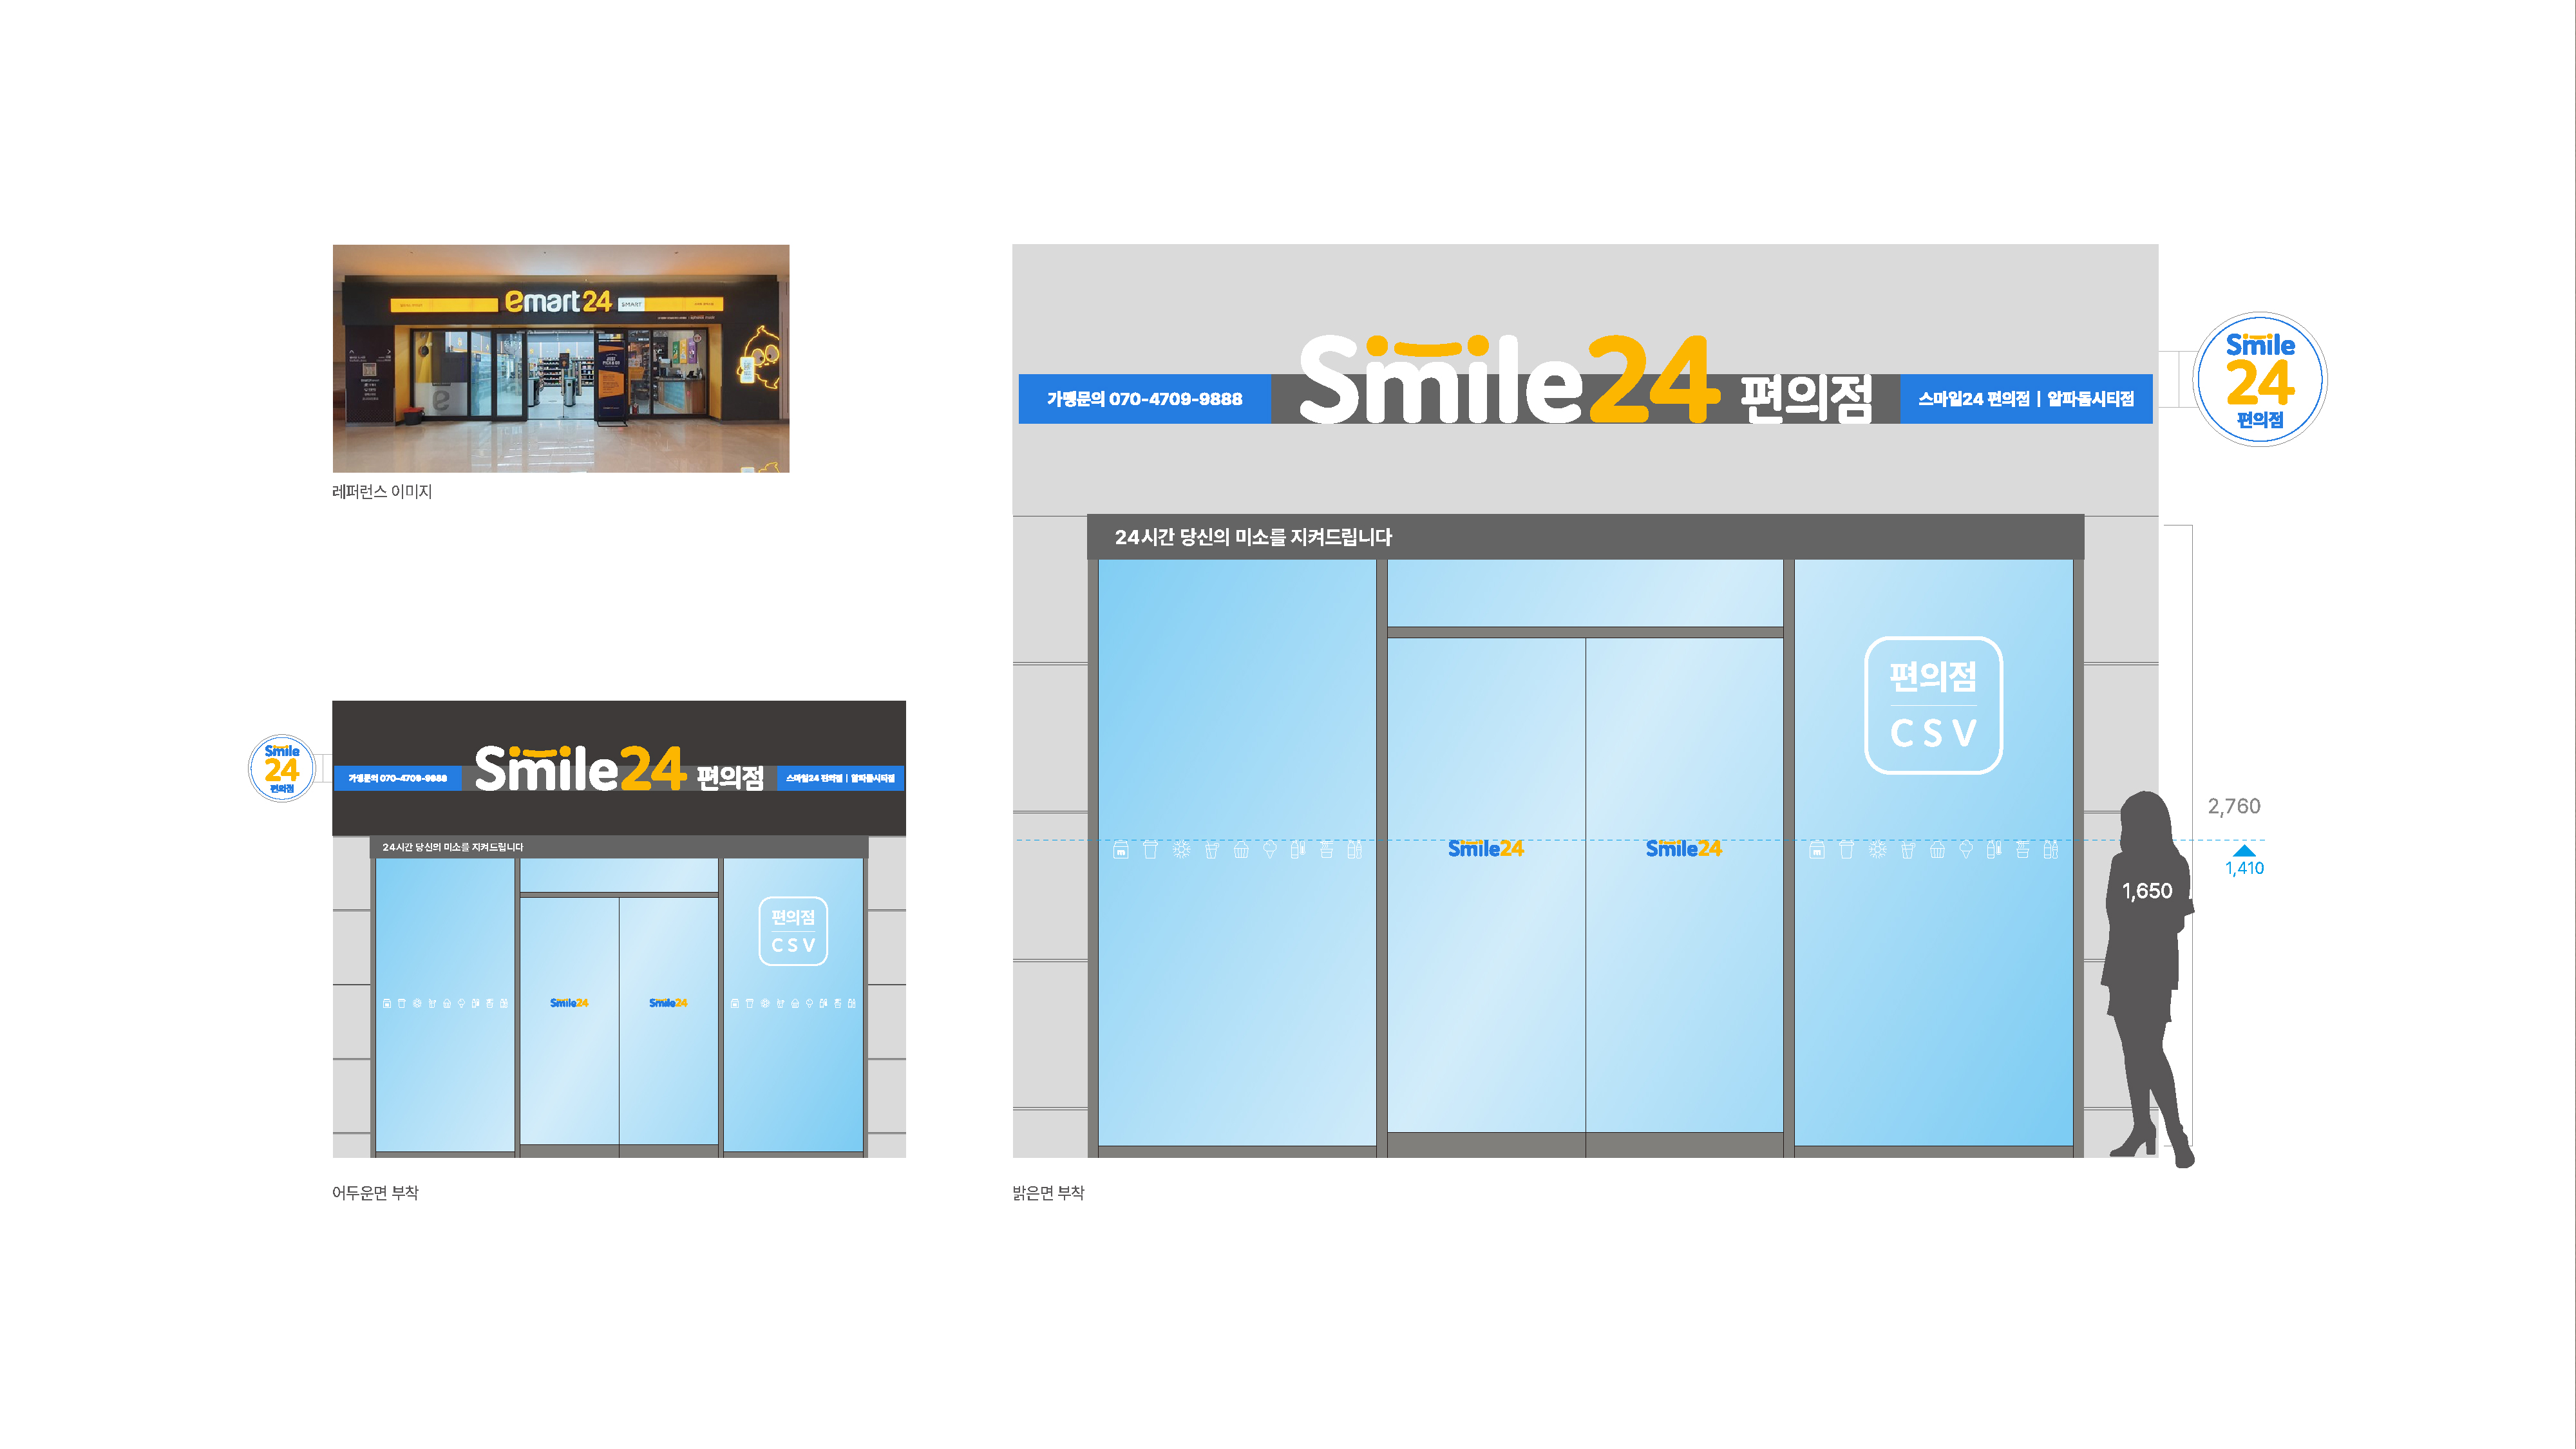 emart24
SMART
레퍼런스 이미지
Smile
24
편의점
가맹문의 070-4709-9888
Smile24 편의점
스마일24 편의점 | 알파돔시티점
24시간 당신의 미소를 지켜드립니다
편의점
CSV
Smile24
Smile24
어두운면 부착
가맹문의 070-4709-9888
Smile24 편의점
스마일24 편의점 | 알파돔시티점
Smile
24
편의점
24시간 당신의 미소를 지켜드립니다
편의점
CSV
2,760
Smile24
Smile24
1,410
1,650
밝은면 부착